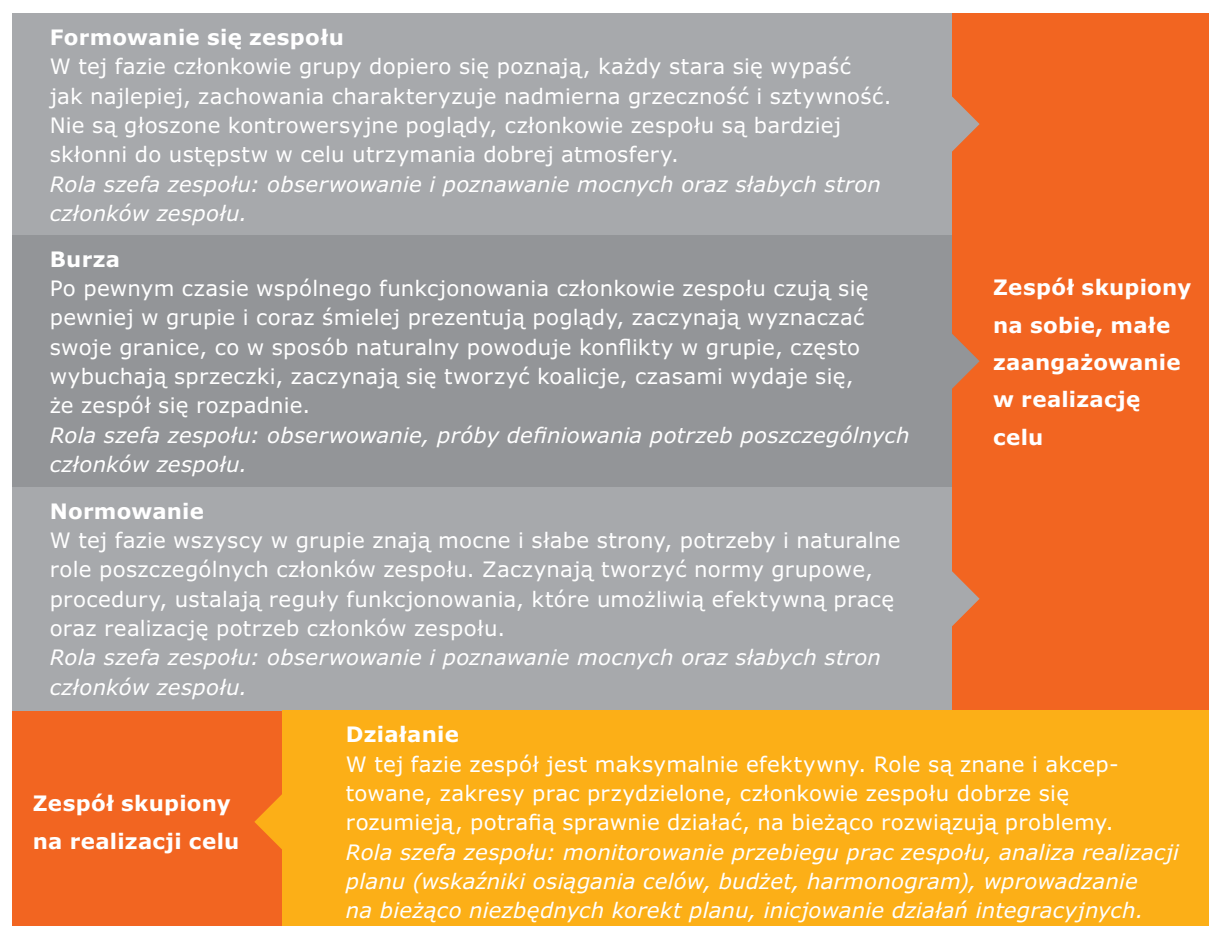 Formowanie się zespołu
W tej fazie członkowie grupy dopiero się poznają, każdy stara się wypaść
jak najlepiej, zachowania charakteryzuje nadmierna grzeczność i sztywność.
Nie są głoszone kontrowersyjne poglądy, członkowie zespołu są bardziej
skłonni do ustępstw w celu utrzymania dobrej atmosfery.
Rola szefa zespołu: obserwowanie i poznawanie mocnych oraz słabych stron
członków zespołu.
Burza
Po pewnym czasie wspólnego funkcjonowania członkowie zespołu czują się
pewniej w grupie i coraz śmielej prezentują poglądy, zaczynają wyznaczać
swoje granice, co w sposób naturalny powoduje konflikty w grupie, często
wybuchają sprzeczki, zaczynają się tworzyć koalicje, czasami wydaje się,
że zespół się rozpadnie.
Rola szefa zespołu: obserwowanie, próby definiowania potrzeb poszczególnych
członków zespołu.
Normowanie
W tej fazie wszyscy w grupie znają mocne i słabe strony, potrzeby i naturalne
role poszczególnych członków zespołu. Zaczynają tworzyć normy grupowe,
procedury, ustalają reguły funkcjonowania, które umożliwią efektywną pracę
oraz realizację potrzeb członków zespołu.
Rola szefa zespołu: obserwowanie i poznawanie mocnych oraz słabych stron
członków zespołu.
Zespół skupiony
na sobie, małe
zaangażowanie
w realizację
celu
Zespół skupiony
na realizacji celu
Działanie
W tej fazie zespół jest maksymalnie efektywny. Role są znane i akcep-
towane, zakresy prac przydzielone, członkowie zespołu dobrze się
rozumieją, potrafią sprawnie działać, na bieżąco rozwiązują problemy.
Rola szefa zespołu: monitorowanie przebiegu prac zespołu, analiza realizacji
planu (wskaźniki osiągania celów, budżet, harmonogram), wprowadzanie
na bieżąco niezbędnych korekt planu, inicjowanie działań integracyjnych.